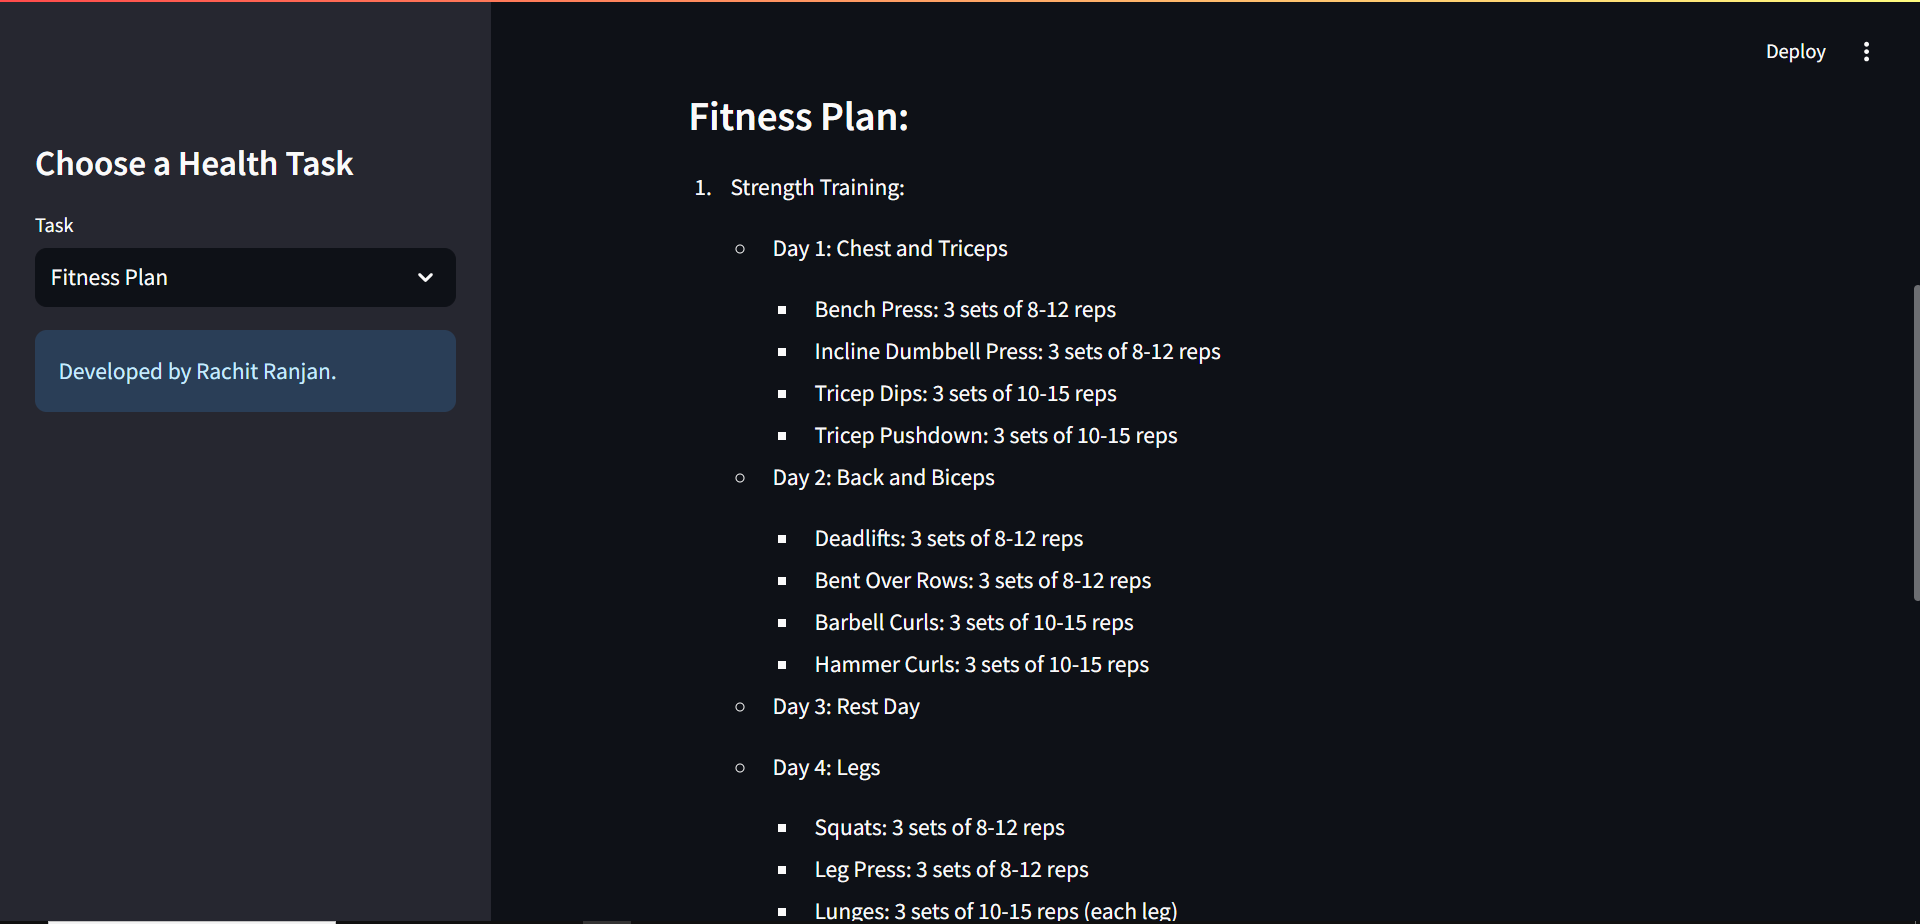 Deploy
Choose a Health Task
Task
Fitness Plan
Developed by Rachit Ranjan.
Fitness Plan:
1. Strength Training:
Day 1: Chest and Triceps
Bench Press: 3 sets of 8-12 reps
Incline Dumbbell Press: 3 sets of 8-12 reps
Tricep Dips: 3 sets of 10-15 reps
Tricep Pushdown: 3 sets of 10-15 reps
Day 2: Back and Biceps
Deadlifts: 3 sets of 8-12 reps
Bent Over Rows: 3 sets of 8-12 reps
Barbell Curls: 3 sets of 10-15 reps
Hammer Curls: 3 sets of 10-15 reps
Day 3: Rest Day
Day 4: Legs
Squats: 3 sets of 8-12 reps
Leg Press: 3 sets of 8-12 reps
Lunges: 3 sets of 10-15 reps (each leg)